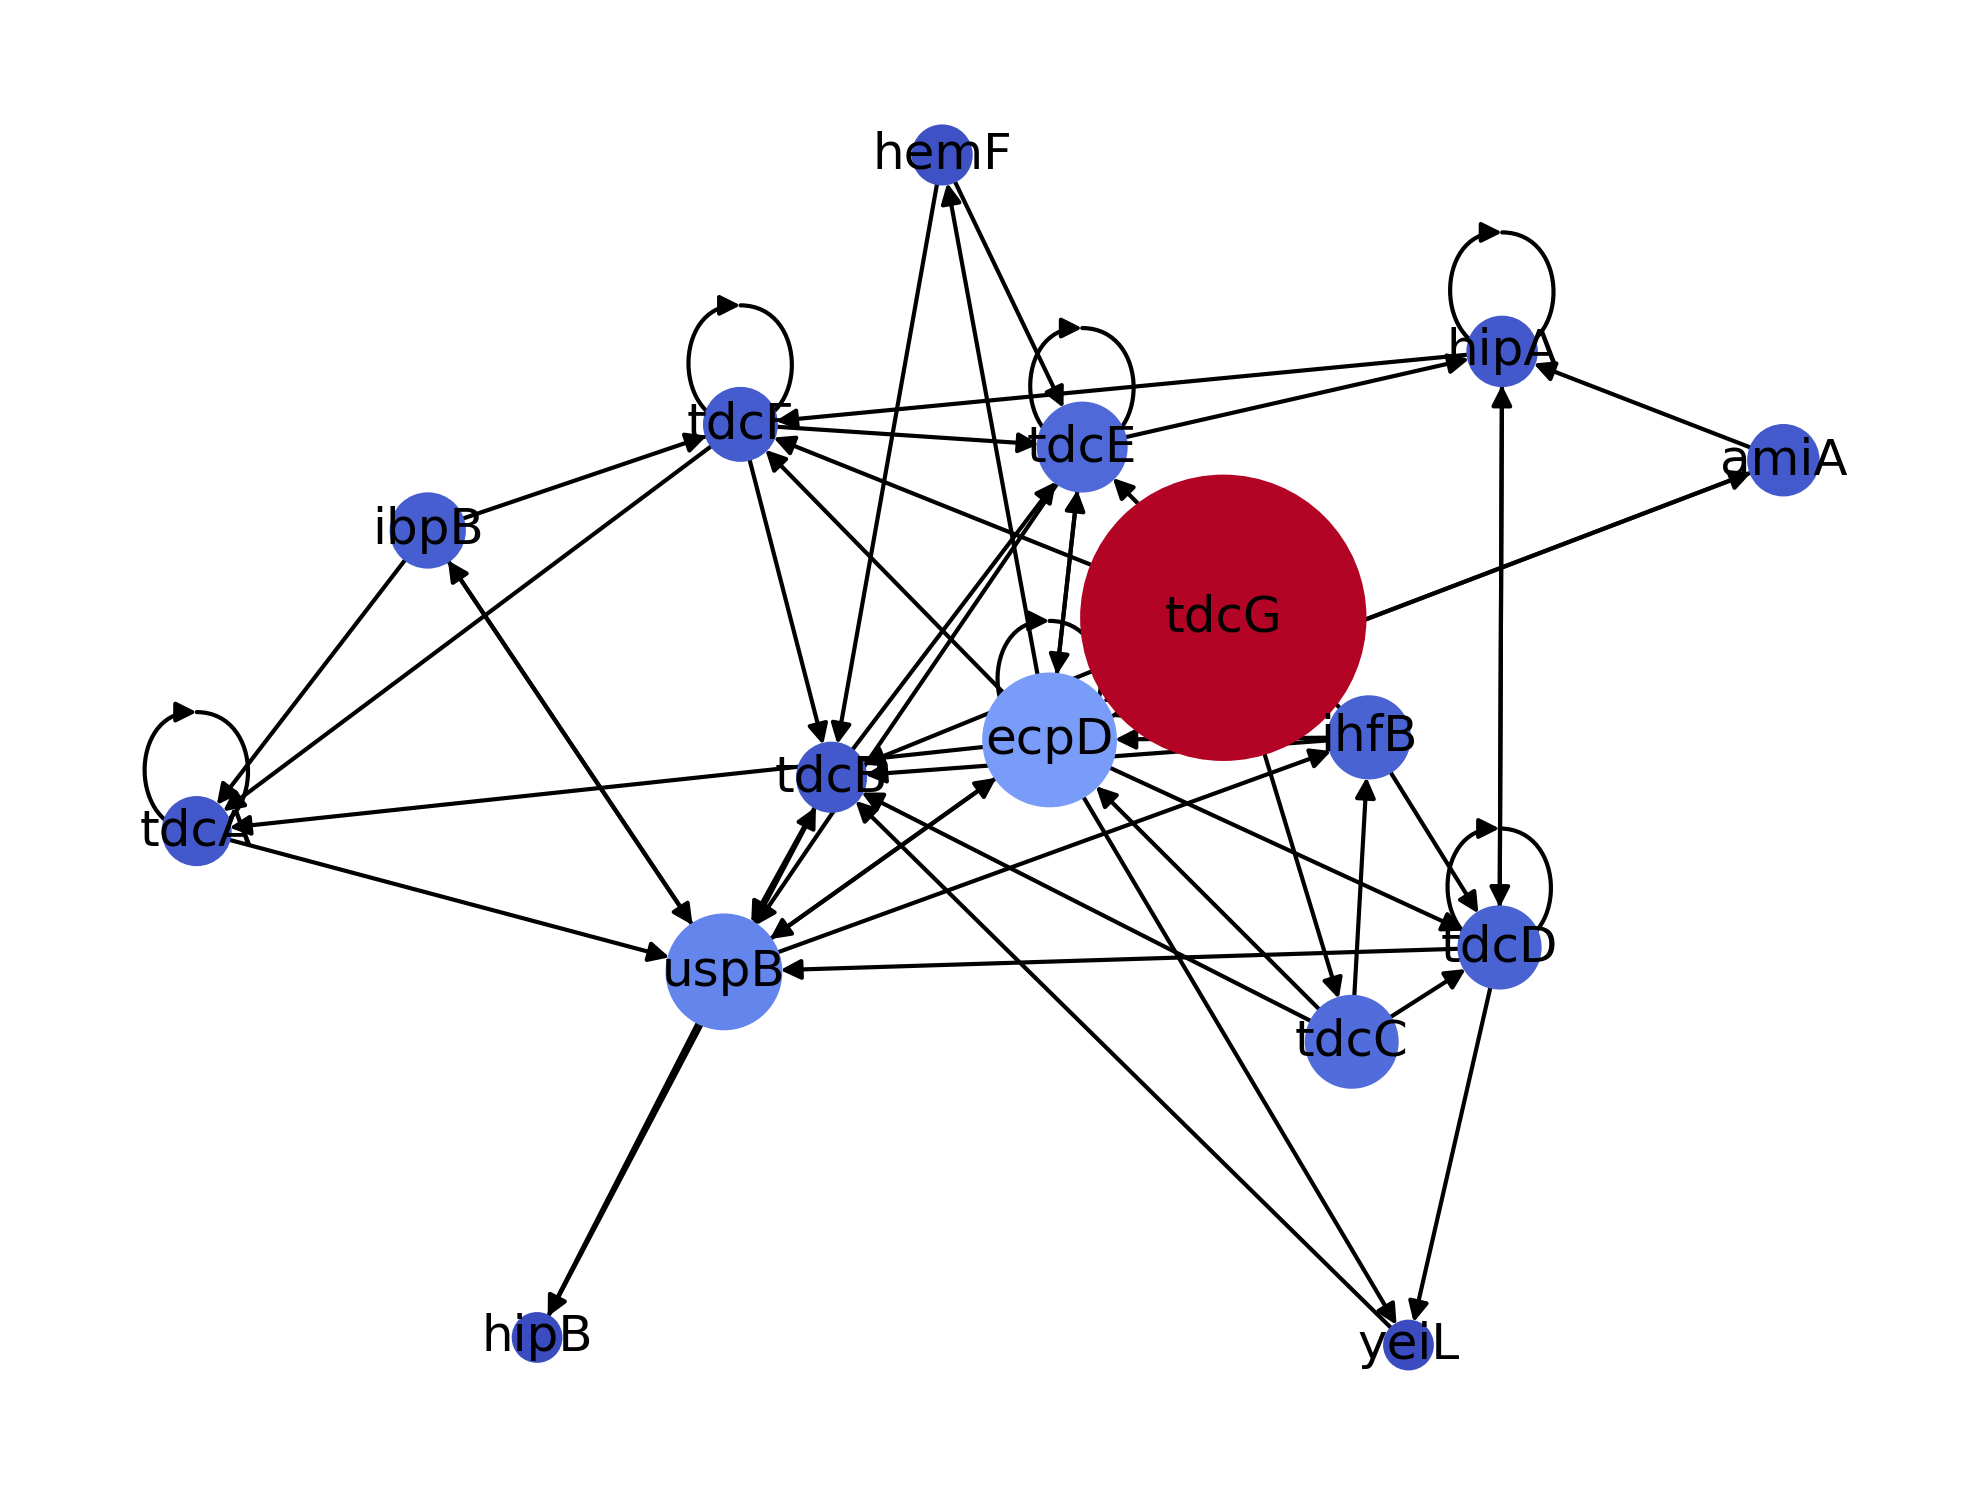 hemF
hipA
tdcF
tdcE
amiA
ibpB
tdcG
ihfB
ecpD
tdcB
tdcA
tdcD
uspB
tdcC
hipB
yeiL